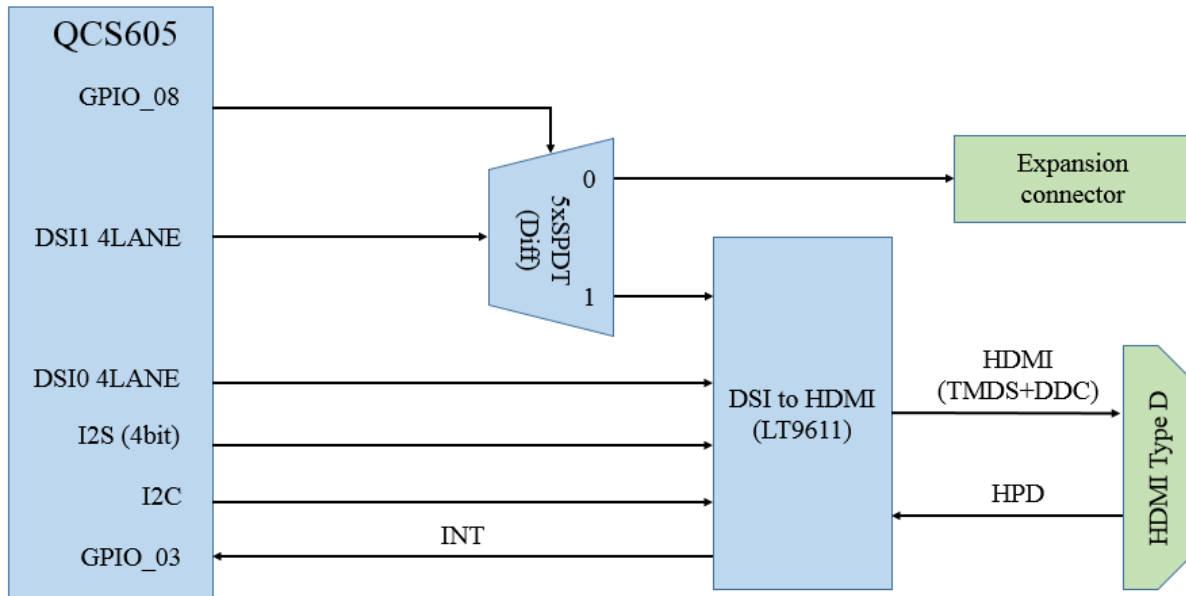 QCS605
GPIO_08
DSI1 4LANE
DSI0 4LANE
I2S (4bit)
I2C
GPIO_03
0
5xSPDT
(Diff)
1
Expansion
connector
DSI to HDMI
(LT9611)
HDMI
(TMDS+DDC)
HPD
INT
HDMI Type D